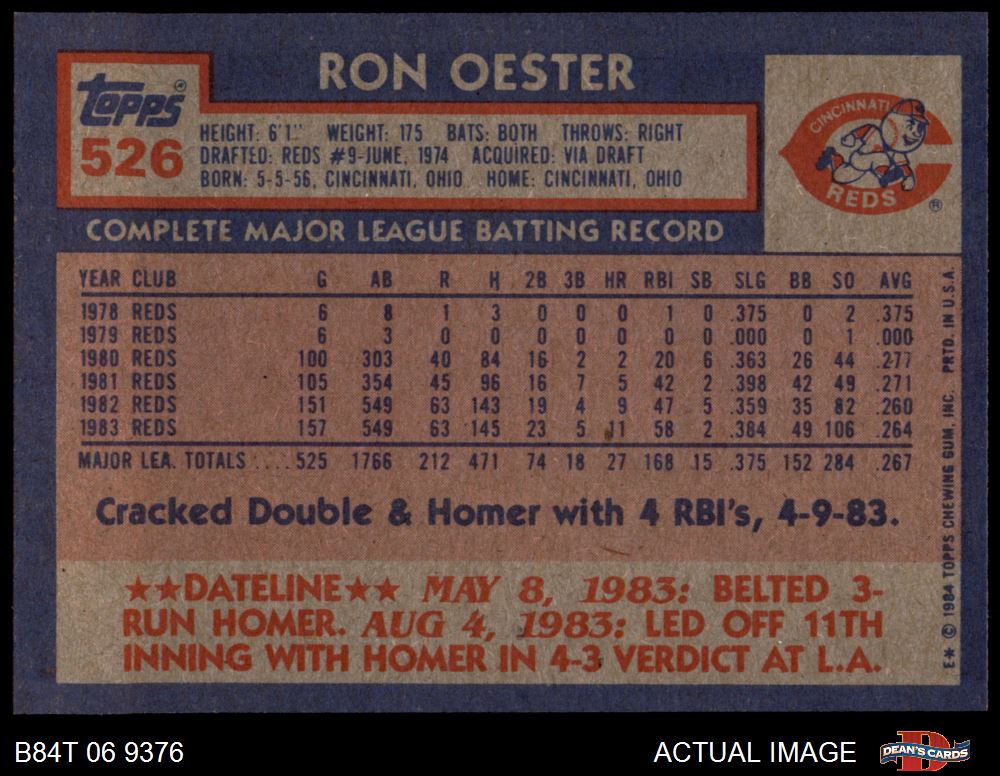 RON OESTER
Topps®
526
HEIGHT: 6'1" WEIGHT: 175 BATS: BOTH THROWS: RIGHT
DRAFTED: REDS #9-JUNE, 1974 ACQUIRED: VIA DRAFT
BORN: 5-5-56, CINCINNATI, OHIO HOME: CINCINNATI, OHIO
CINCINNATI
REDS
®
COMPLETE MAJOR LEAGUE BATTING RECORD
YEAR CLUB G AB R H 2B 3B HR RBI SB SLG BB SO AVG
1978 REDS 6 8 1 3 0 0 0 1 0 .375 0 2 .375
1979 REDS 6 3 0 0 0 0 0 0 0 .000 0 1 .000
1980 REDS 100 303 40 84 16 2 2 20 6 .363 26 44 .277
1981 REDS 105 354 45 96 16 7 5 42 2 .398 42 49 .271
1982 REDS 151 549 63 143 19 4 9 47 5 .359 35 82 .260
1983 REDS 157 549 63 145 23 5 11 58 2 .384 49 106 .264
MAJOR LEA. TOTALS .... 525 1766 212 471 74 18 27 168 15 .375 152 284 .267
Cracked Double & Homer with 4 RBI's, 4-9-83.
★★DATELINE★★ MAY 8, 1983: BELTED 3-
RUN HOMER. AUG 4, 1983: LED OFF 11TH
INNING WITH HOMER IN 4-3 VERDICT AT L.A.
E* © 1984 TOPPS CHEWING GUM, INC. PRTD. IN U.S.A.
B84T 06 9376
ACTUAL IMAGE
D
DEAN'S CARDS